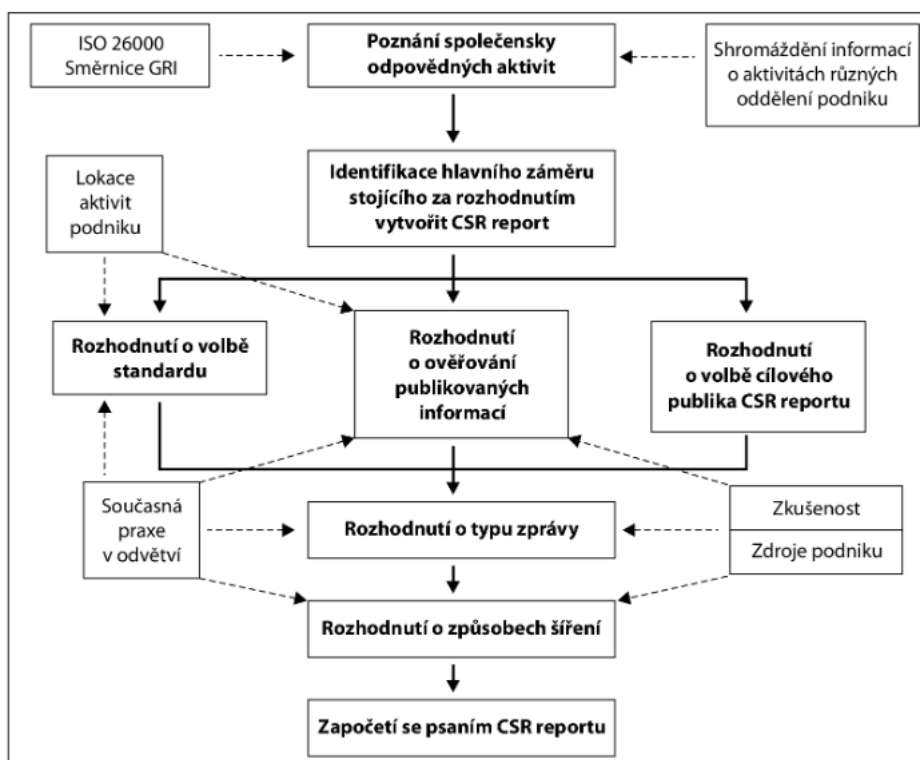 ISO 26000
Směrnice GRI
Poznání společensky
odpovědných aktivit
Shromáždění informací
o aktivitách různých
oddělení podniku
Lokace
aktivit
podniku
Identifikace hlavního záměru
stojícího za rozhodnutím
vytvořit CSR report
Rozhodnutí o volbě
standardu
Rozhodnutí
o ověřování
publikovaných
informací
Rozhodnutí
o volbě cílového
publika CSR reportu
Současná
praxe
v odvětví
Rozhodnutí o typu zprávy
Zkušenost
Zdroje podniku
Rozhodnutí o způsobech šíření
Započetí se psaním CSR reportu